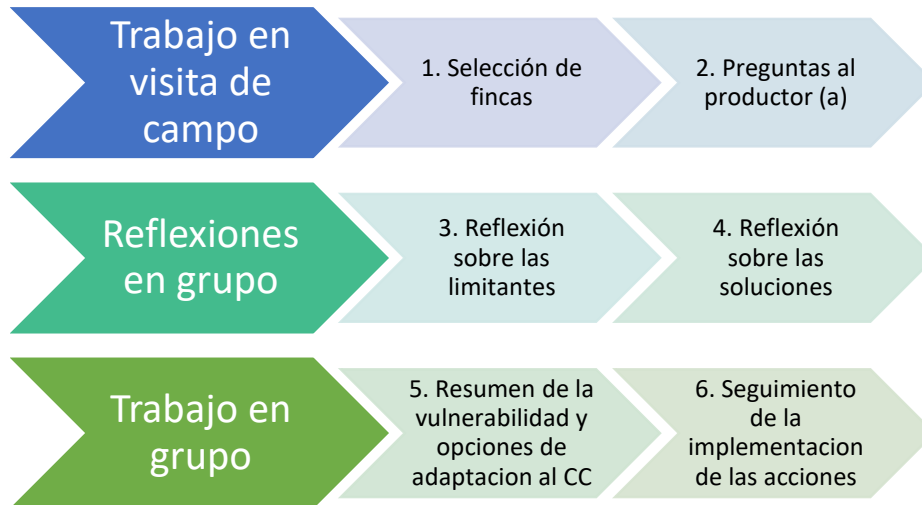 Trabajo en
visita de
campo
1. Selección de
fincas
2. Preguntas al
productor (a)
Reflexiones
en grupo
3. Reflexión
sobre las
limitantes
4. Reflexión
sobre las
soluciones
Trabajo en
grupo
5. Resumen de la
vulnerabilidad y
opciones de
adaptacion al CC
6. Seguimiento
de la
implementacion
de las acciones